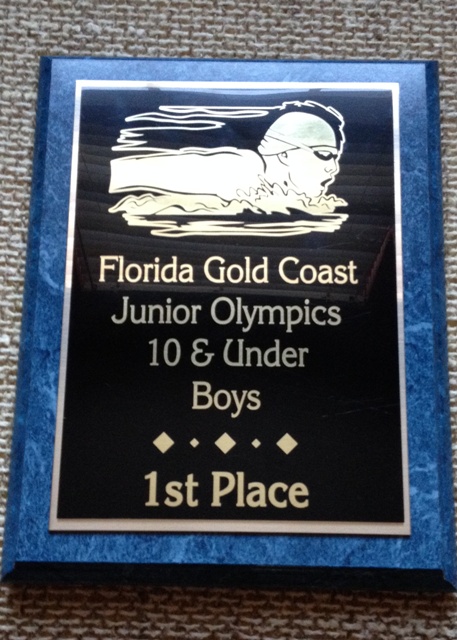 Florida Gold Coast
Junior Olympics
10 & Under
Boys
1st Place